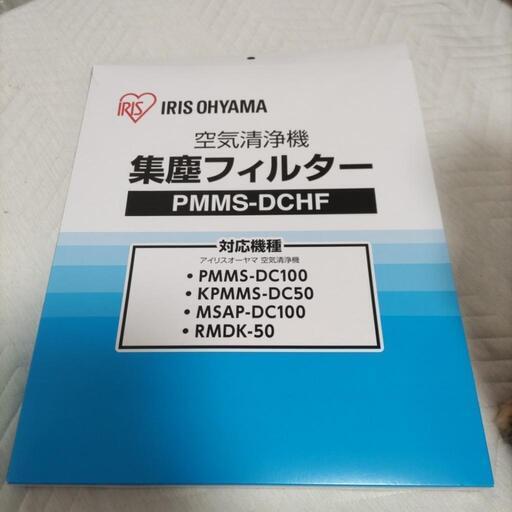 IRIS IRIS OHYAMA
空気清浄機
集塵フィルター
PMMS-DCHF
対応機種
アイリスオーヤマ 空気清浄機
・PMMS-DC100
・KPMMS-DC50
・MSAP-DC100
・RMDK-50